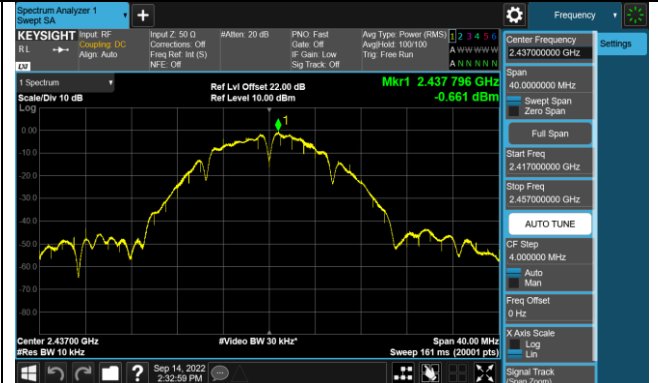 Spectrum Analyzer 1
Swept SA
Frequency
KEYSIGHT
RL
LXI
Input: RF
Coupling: DC
Align: Auto
Input Z: 50 Ω
Corrections: Off
Freq Ref: Int (S)
NFE: Off
#Atten: 20 dB
PNO: Fast
Gate: Off
IF Gain: Low
Sig Track: Off
Avg Type: Power (RMS)
Avg|Hold: 100/100
Trig: Free Run
1 2 3 4 5 6
A W W W W W
A N N N N N
Center Frequency
2.437000000 GHz
Settings
Span
40.0000000 MHz
Swept Span
Zero Span
Full Span
Start Freq
2.417000000 GHz
Stop Freq
2.457000000 GHz
AUTO TUNE
CF Step
4.000000 MHz
Auto
Man
Freq Offset
0 Hz
X Axis Scale
Log
Lin
Signal Track
(Span Zoom)
1 Spectrum
Scale/Div 10 dB
Log
Ref Lvl Offset 22.00 dB
Ref Level 10.00 dBm
Mkr1 2.437 796 GHz
-0.661 dBm
1
0.00
-10.0
-20.0
-30.0
-40.0
-50.0
-60.0
-70.0
-80.0
Center 2.43700 GHz
#Res BW 10 kHz
#Video BW 30 kHz*
Span 40.00 MHz
Sweep 161 ms (20001 pts)
Sep 14, 2022
2:32:59 PM